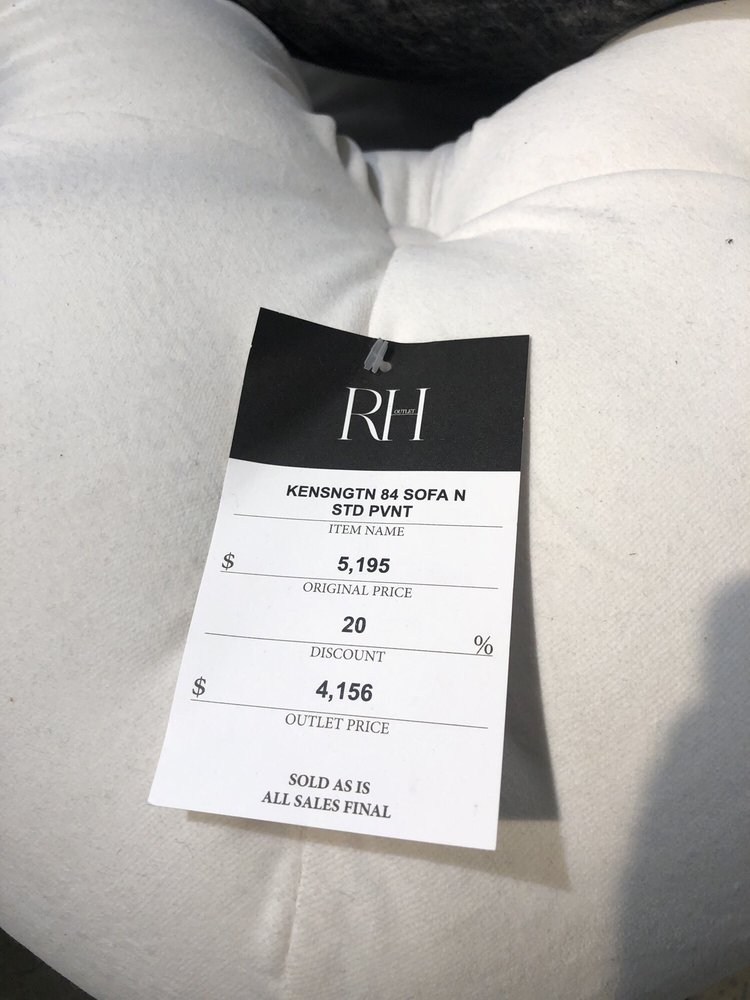 RH
OUTLET
KENSNGTN 84 SOFA N
STD PVNT
ITEM NAME
$ 5,195
ORIGINAL PRICE
20 %
DISCOUNT
$ 4,156
OUTLET PRICE
SOLD AS IS
ALL SALES FINAL